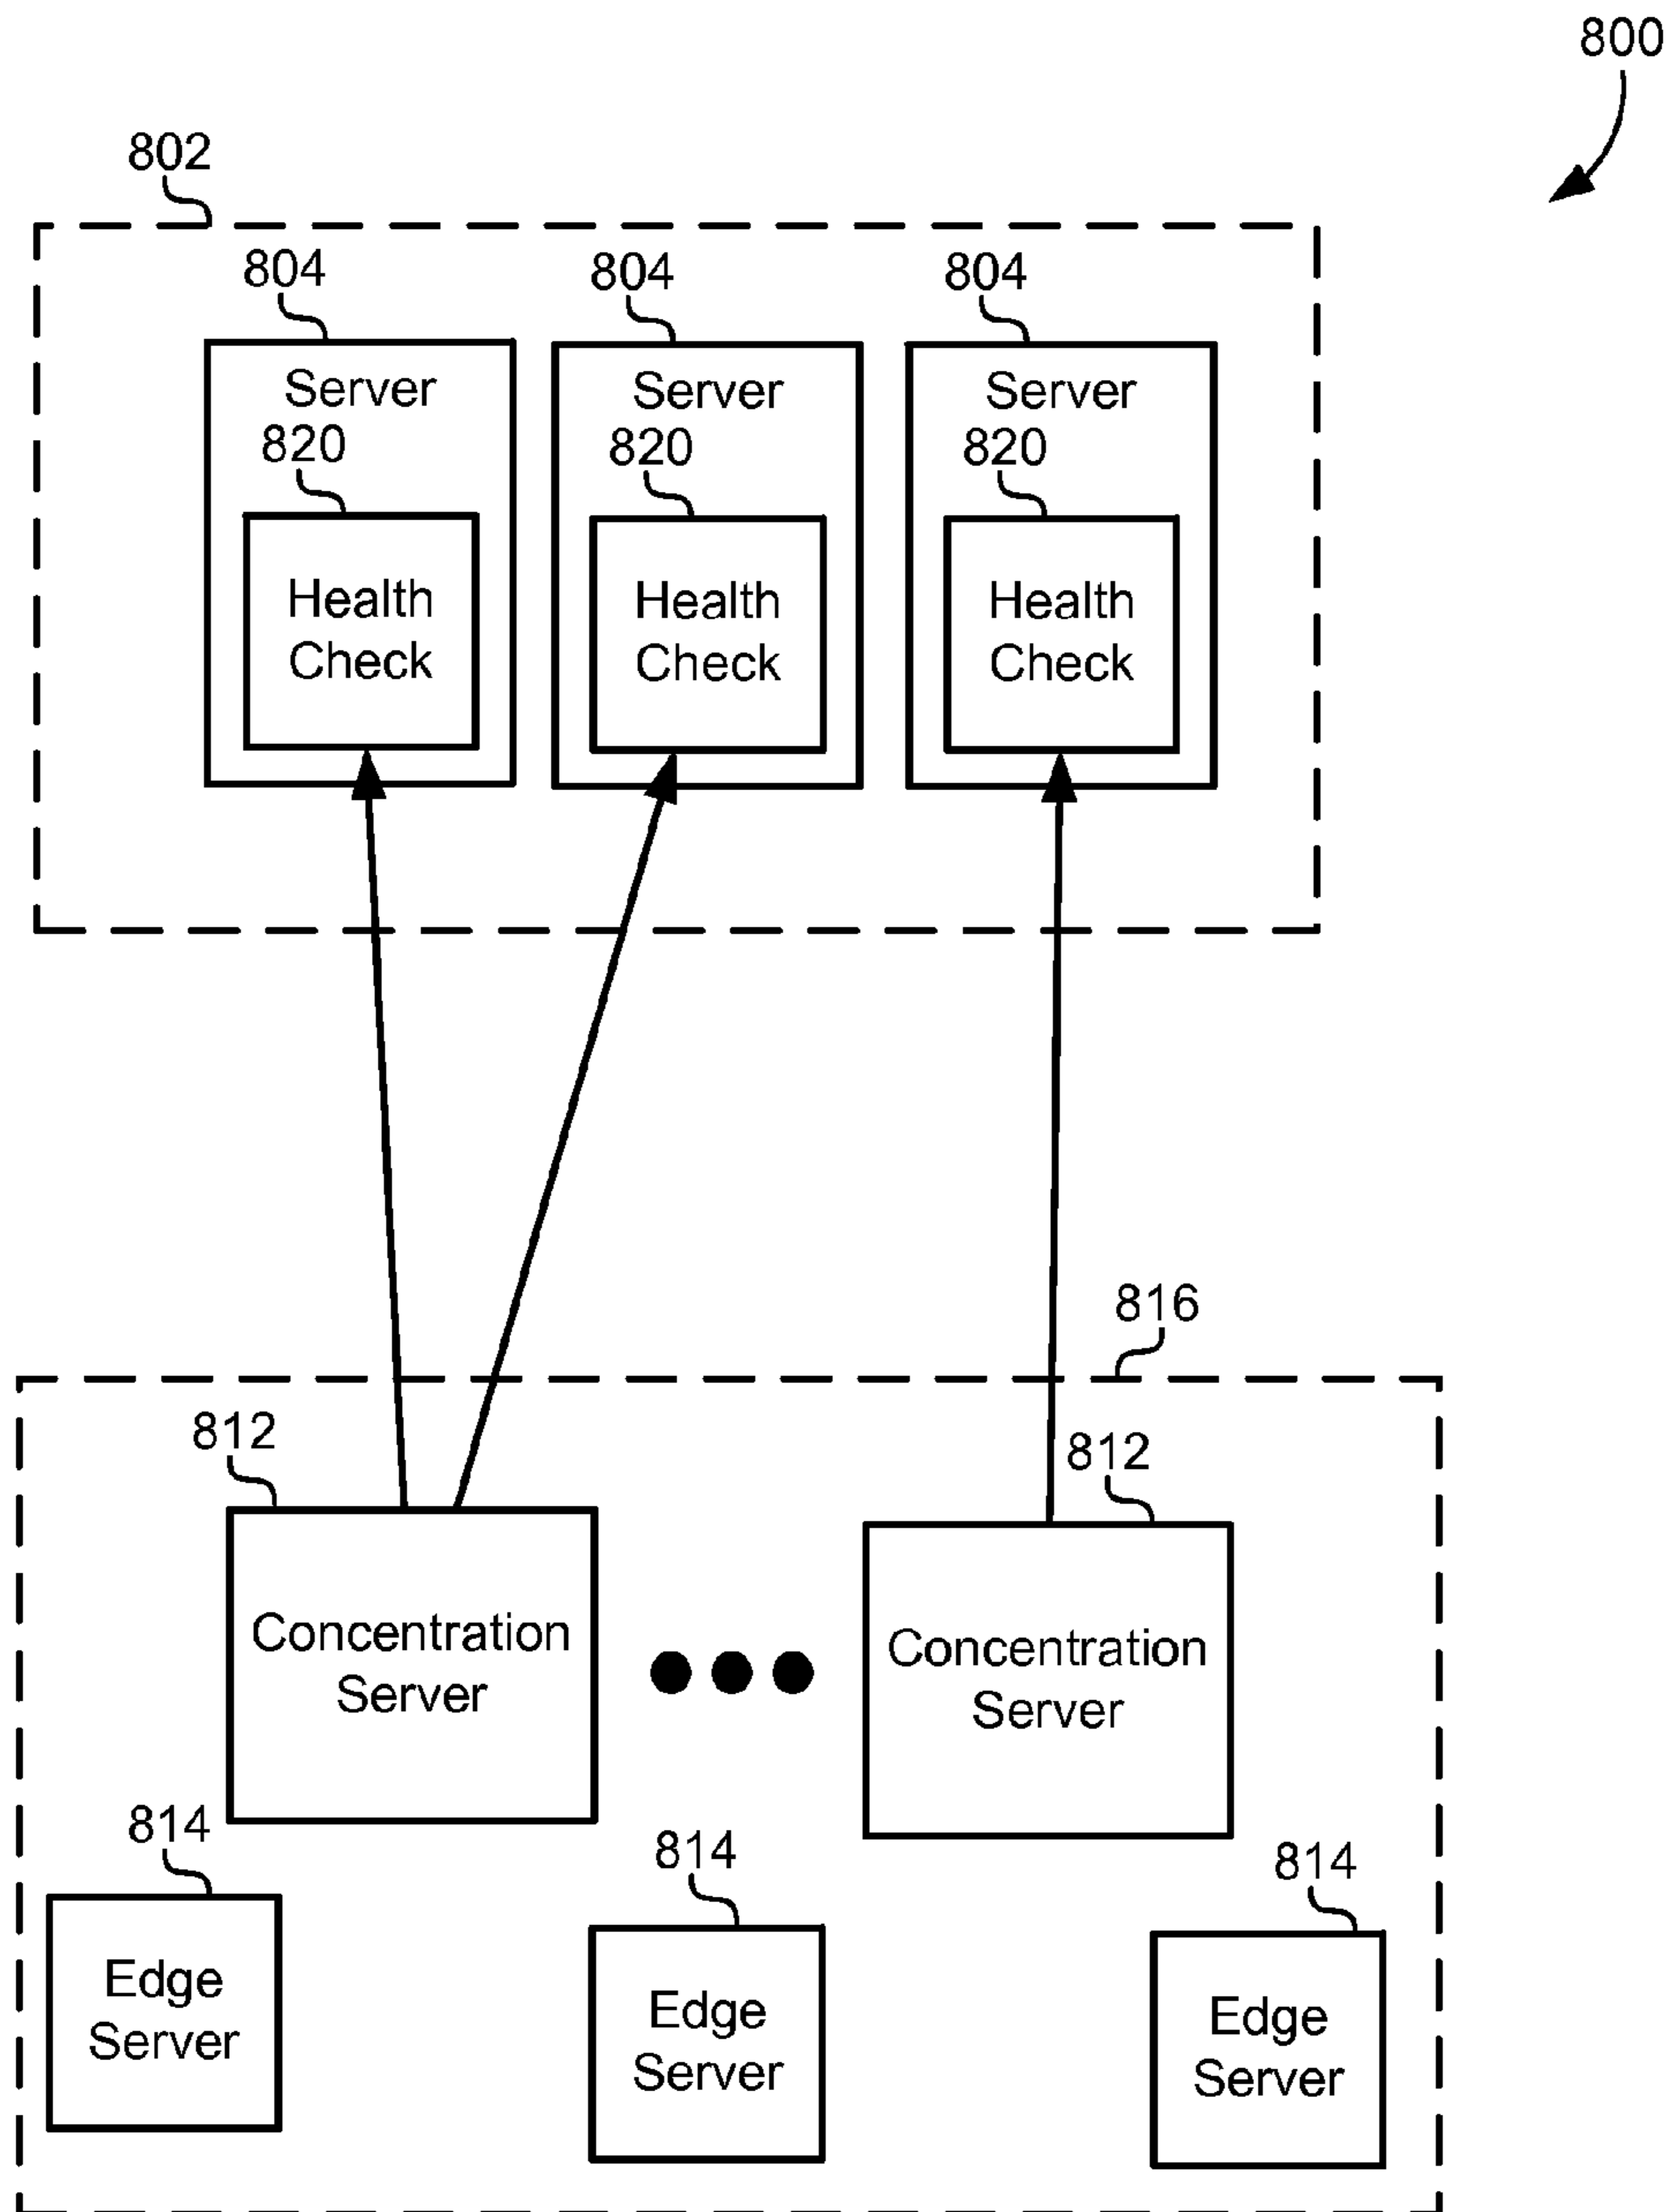 800
802
804
804
804
Server
Server
Server
820
820
820
Health
Check
Health
Check
Health
Check
816
812
812
Concentration
Server
Concentration
Server
814
814
814
Edge
Server
Edge
Server
Edge
Server